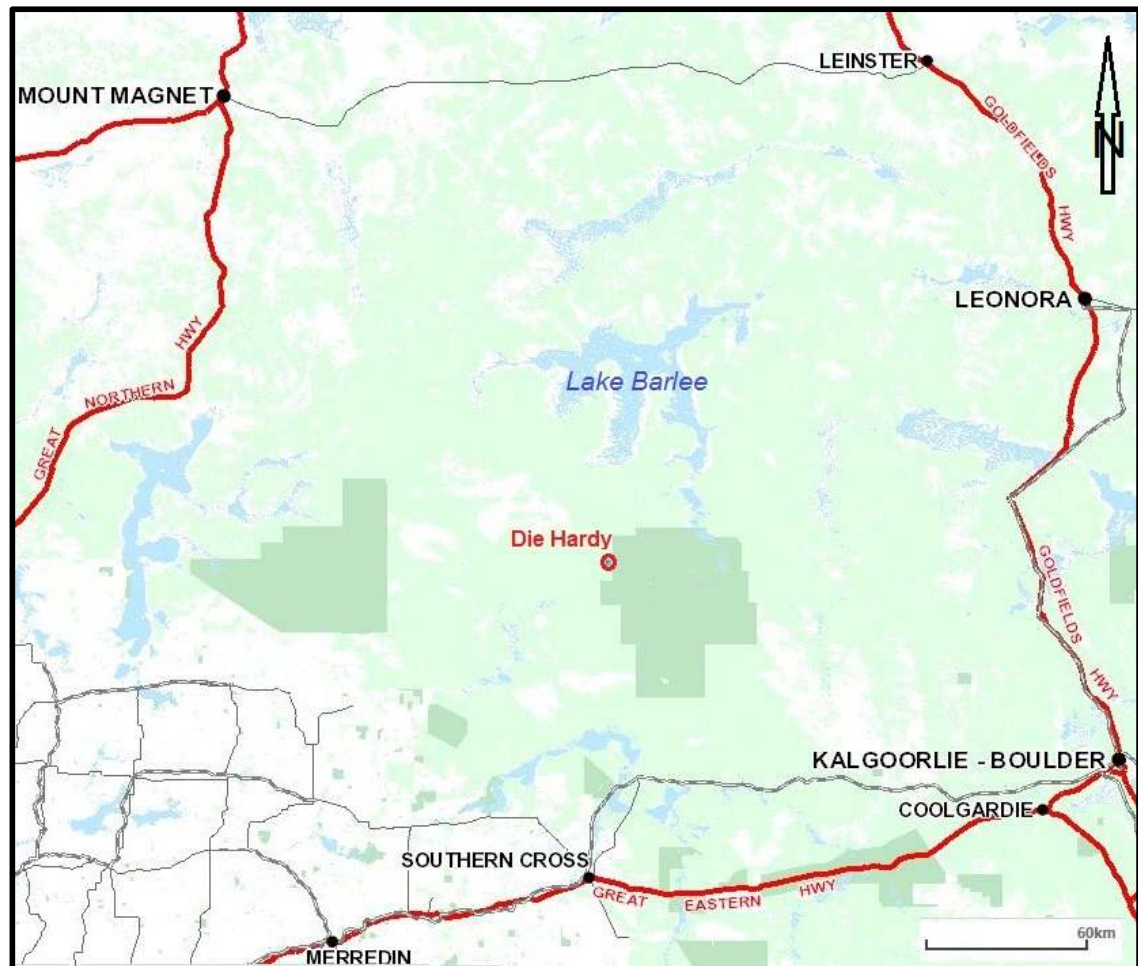 LEINSTER
MOUNT MAGNET
GOLDFIELDS
HWY
N
LEONORA
HWY
NORTHERN
GREAT
Lake Barlee
Die Hardy
GOLDFIELDS
HWY
KALGOORLIE - BOULDER
COOLGARDIE
SOUTHERN CROSS
GREAT
EASTERN
HWY
MERREDIN
60km